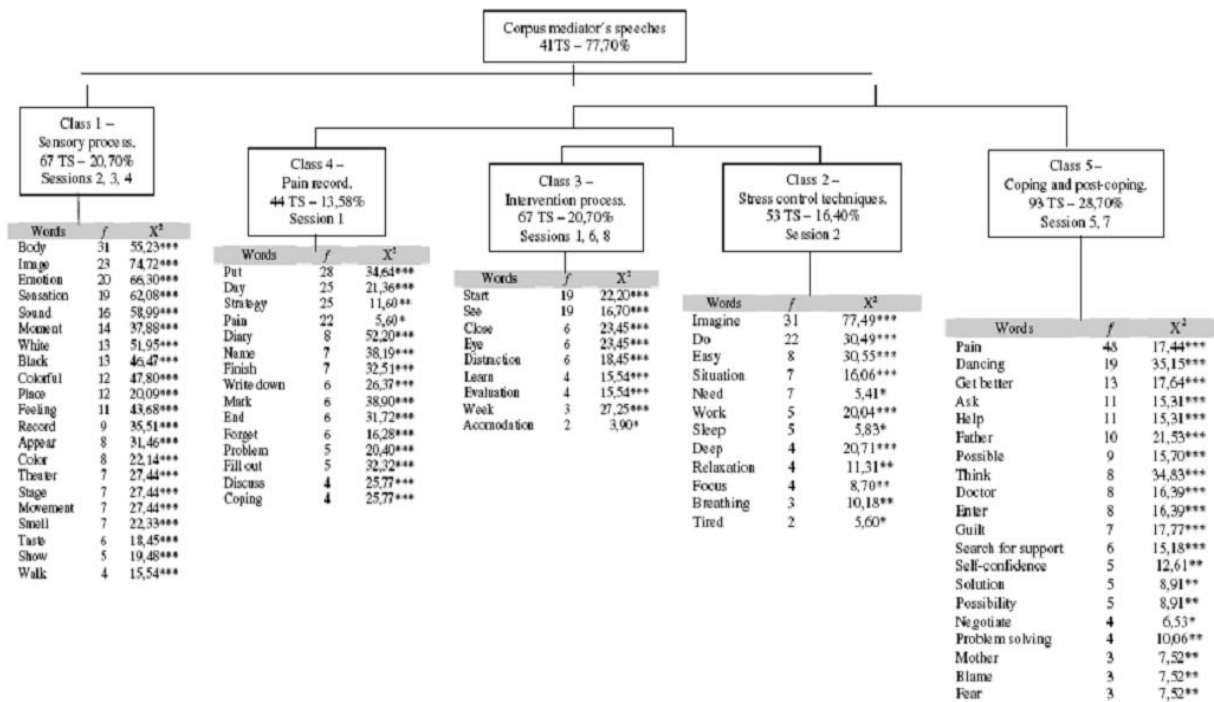 Corpus mediator's speeches
41TS – 77,70%
Class 1 –
Sensory process.
67 TS – 20,70%
Sessions 2, 3, 4
Words f X²
Body 31 55,23***
Image 23 74,72***
Emotion 20 66,30***
Sensation 19 62,08***
Sound 16 58,99***
Moment 14 37,88***
White 13 51,95***
Black 13 46,47***
Colorful 12 47,80***
Place 12 20,09***
Feeling 11 43,68***
Record 9 35,51***
Appear 8 31,46***
Color 8 22,14***
Theater 7 27,44***
Stage 7 27,44***
Movement 7 27,44***
Smell 7 22,33***
Taste 6 18,45***
Show 5 19,48***
Walk 4 15,54***
Class 4 –
Pain record.
44 TS – 13,58%
Session 1
Words f X²
Put 28 34,64***
Day 25 21,36***
Strategy 25 11,60**
Pain 22 5,60*
Diary 8 52,20***
Name 7 38,19***
Finish 7 32,51***
Write down 6 26,37***
Mark 6 38,90***
End 6 31,72***
Forget 6 16,28***
Problem 5 20,40***
Fill out 5 32,32***
Discuss 4 25,77***
Coping 4 25,77***
Class 3 –
Intervention process.
67 TS – 20,70%
Sessions 1, 6, 8
Words f X²
Start 19 22,20***
See 19 16,70***
Close 6 23,45***
Eye 6 23,45***
Distraction 6 18,45***
Learn 4 15,54***
Evaluation 4 15,54***
Week 3 27,25***
Accomodation 2 3,90*
Class 2 –
Stress control techniques.
53 TS – 16,40%
Session 2
Words f X²
Imagine 31 77,49***
Do 22 30,49***
Easy 8 30,55***
Situation 7 16,06***
Need 7 5,41*
Work 5 20,04***
Sleep 5 5,83*
Deep 4 20,71***
Relaxation 4 11,31**
Focus 4 8,70**
Breathing 3 10,18**
Tired 2 5,60*
Class 5–
Coping and post-coping.
93 TS – 28,70%
Session 5, 7
Words f X²
Pain 43 17,44***
Dancing 19 35,15***
Get better 13 17,64***
Ask 11 15,31***
Help 11 15,31***
Father 10 21,53***
Possible 9 15,70***
Think 8 34,83***
Doctor 8 16,39***
Enter 8 16,39***
Guilt 7 17,77***
Search for support 6 15,18***
Self-confidence 5 12,61**
Solution 5 8,91**
Possibility 5 8,91**
Negotiate 4 6,53*
Problem solving 4 10,06**
Mother 3 7,52**
Blame 3 7,52**
Fear 3 7,52**